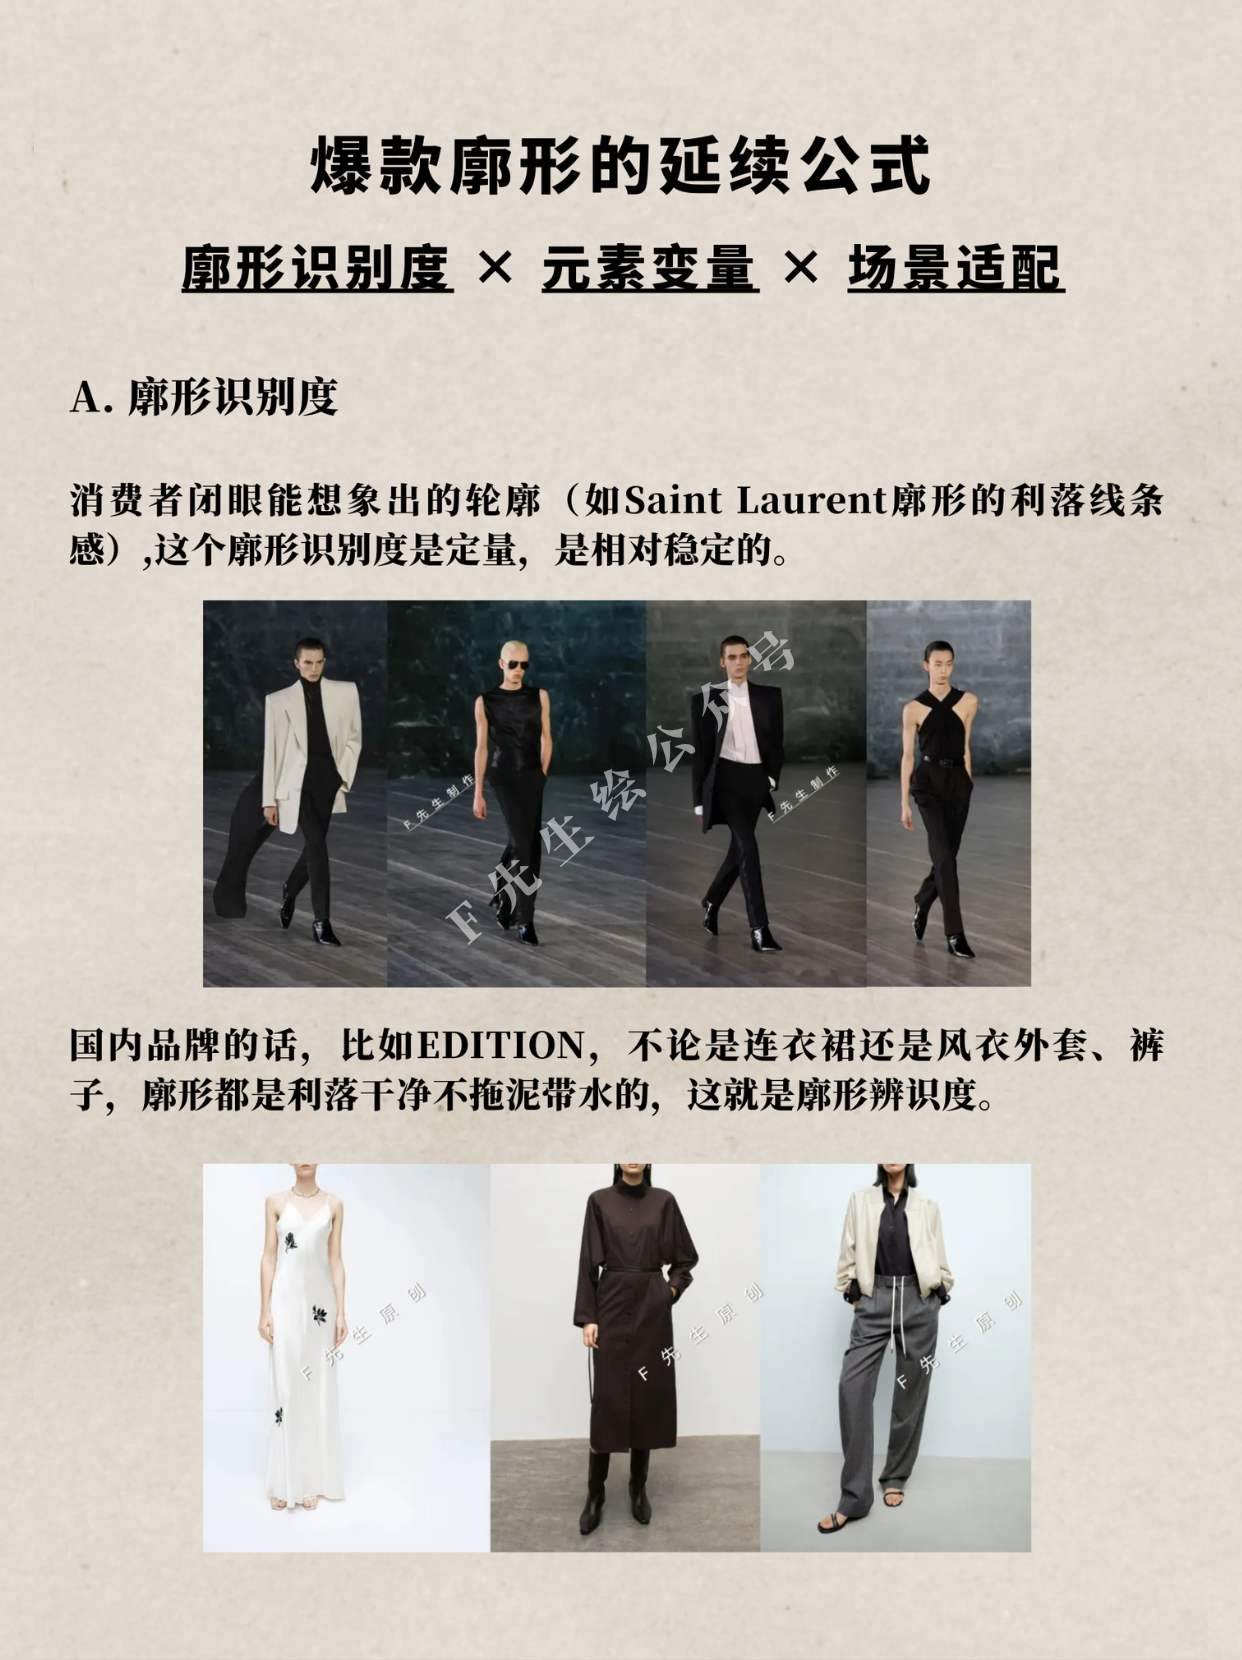 爆款廓形的延续公式
廓形识别度 × 元素变量 × 场景适配
A. 廓形识别度
消费者闭眼能想象出的轮廓（如Saint Laurent廓形的利落线条
感）,这个廓形识别度是定量，是相对稳定的。
F先生制作
F先生绘公众号
F先生制作
国内品牌的话，比如EDITION，不论是连衣裙还是风衣外套、裤
子，廓形都是利落干净不拖泥带水的，这就是廓形辨识度。
F先生原创
F先生原创
F先生原创